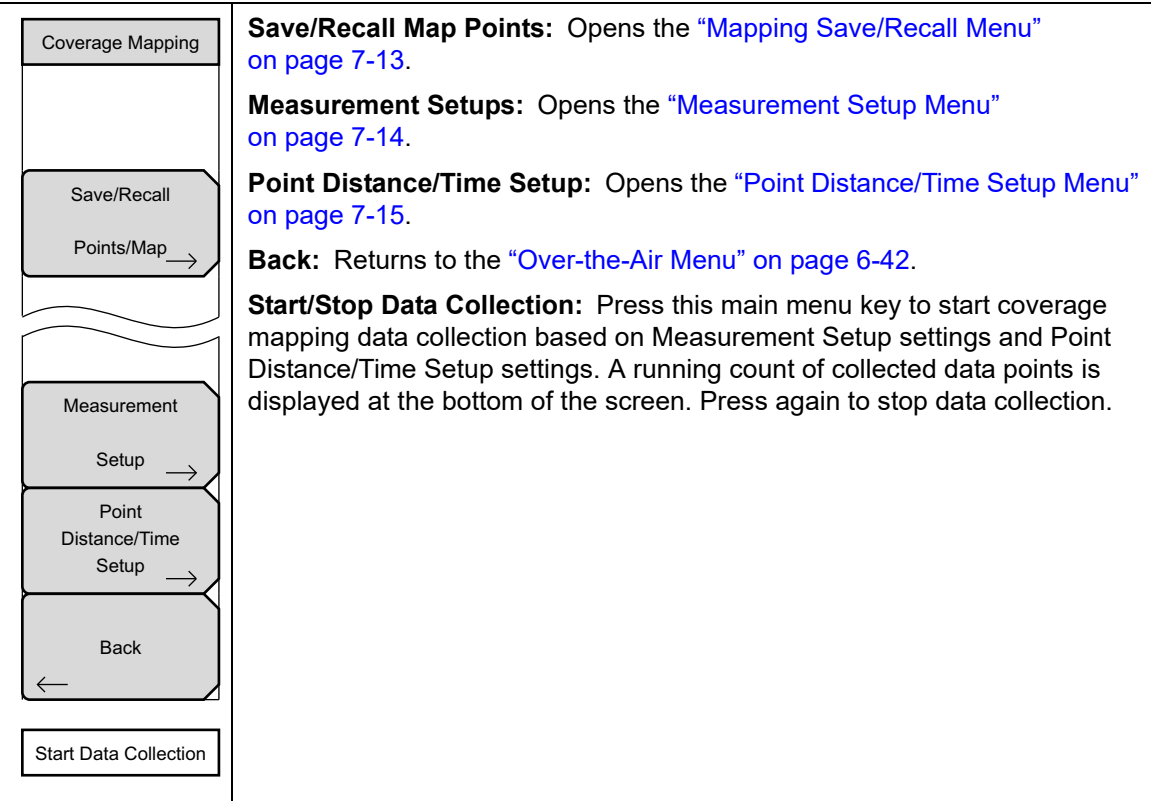 Coverage Mapping
Save/Recall
Points/Map
Measurement
Setup
Point
Distance/Time
Setup
Back
Start Data Collection
Save/Recall Map Points: Opens the “Mapping Save/Recall Menu”
on page 7-13.
Measurement Setups: Opens the “Measurement Setup Menu”
on page 7-14.
Point Distance/Time Setup: Opens the “Point Distance/Time Setup Menu”
on page 7-15.
Back: Returns to the “Over-the-Air Menu” on page 6-42.
Start/Stop Data Collection: Press this main menu key to start coverage
mapping data collection based on Measurement Setup settings and Point
Distance/Time Setup settings. A running count of collected data points is
displayed at the bottom of the screen. Press again to stop data collection.